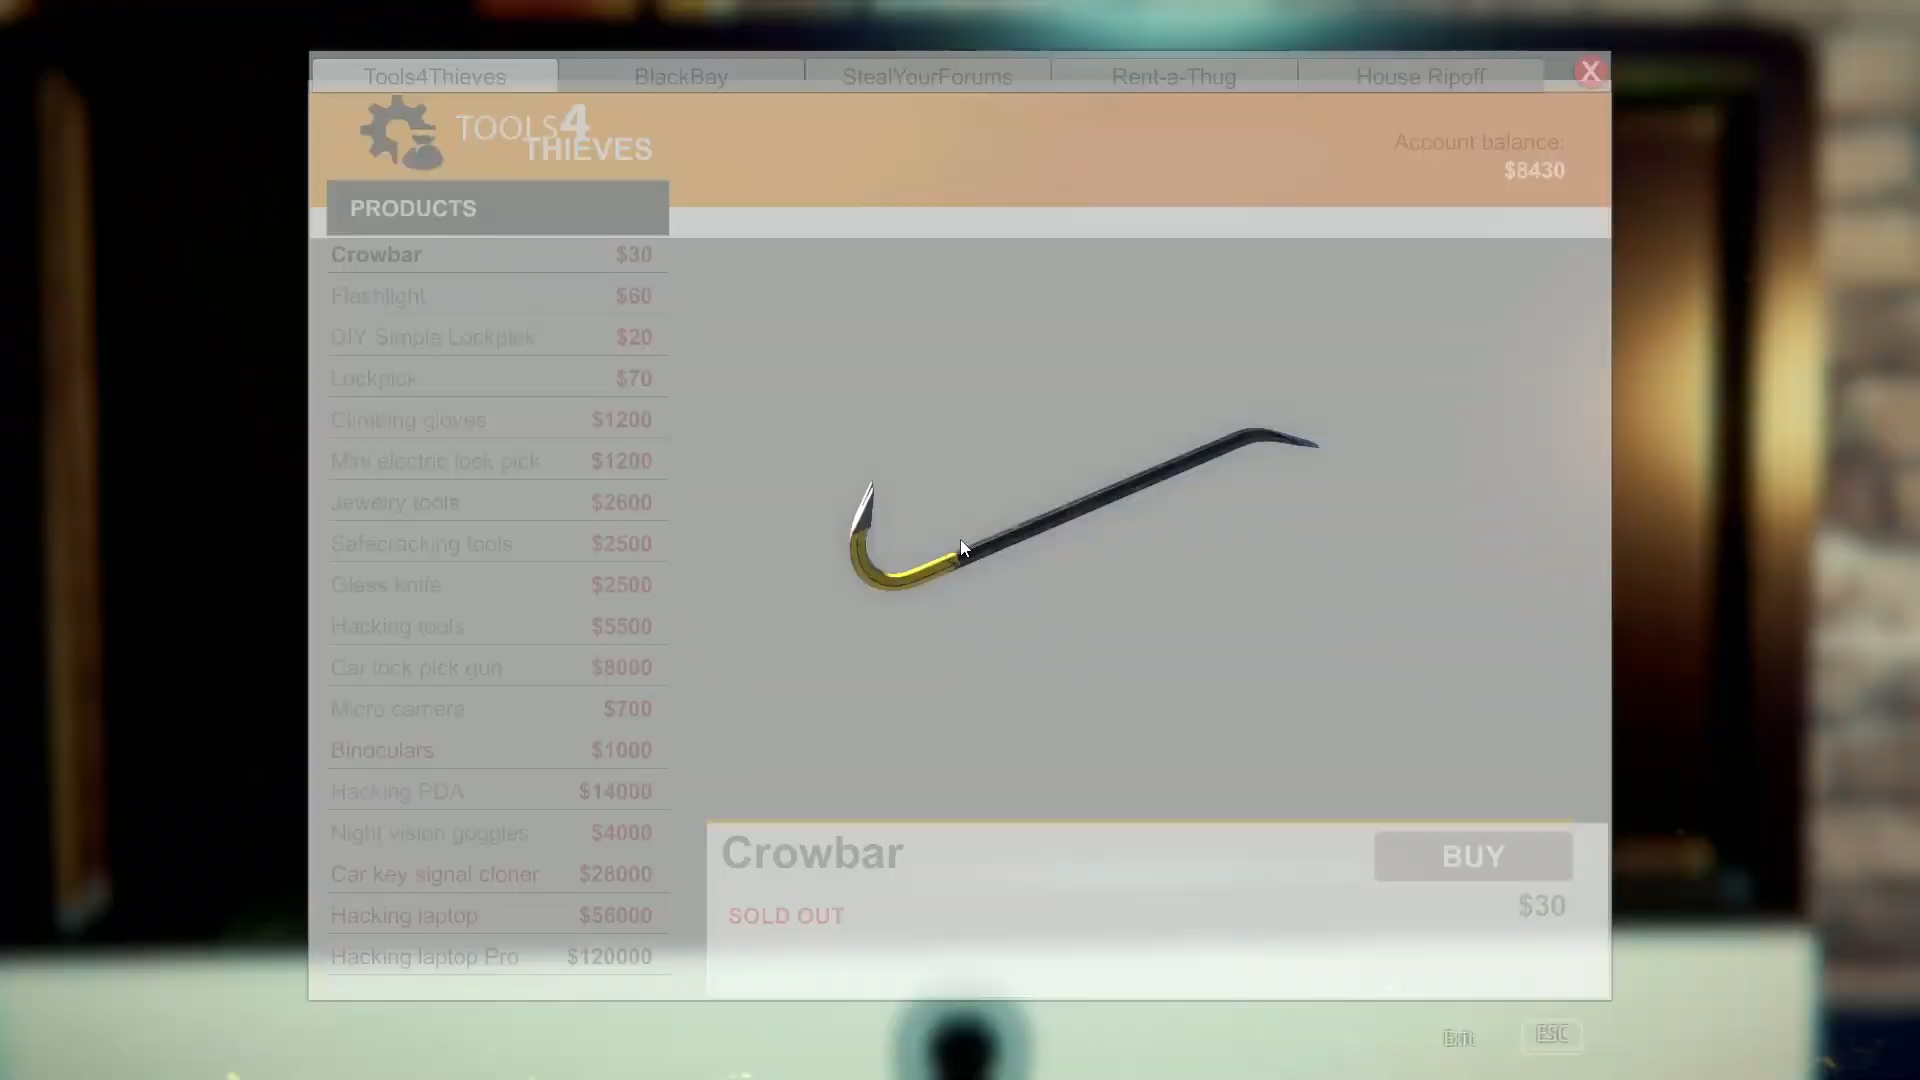 Tools4Thieves BlackBay StealYourForums Rent-a-Thug House Ripoff X
TOOLS 4
THIEVES
Account balance:
$8430
PRODUCTS
Crowbar $30
Flashlight $60
DIY Simple Lockpick $20
Lockpick $70
Climbing gloves $1200
Mini electric lock pick $1200
Jewelry tools $2600
Safecracking tools $2500
Glass knife $2500
Hacking tools $5500
Car lock pick gun $8000
Micro camera $700
Binoculars $1000
Hacking PDA $14000
Night vision goggles $4000
Car key signal cloner $28000
Hacking laptop $56000
Hacking laptop Pro $120000
Crowbar
BUY
SOLD OUT
$30
Exit ESC